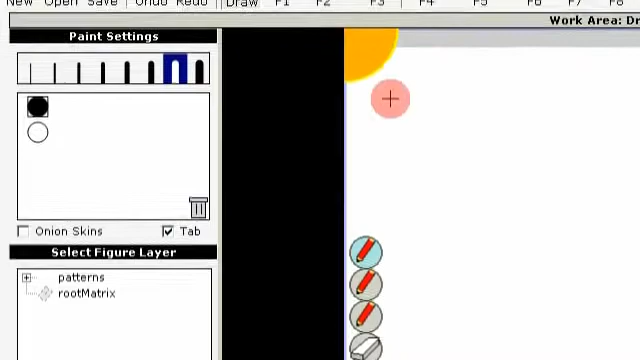 New Open Save Undo Redo Draw F1 F2 F3 F4 F5 F6 F7 F8
Work Area: Dr
Paint Settings
Onion Skins Tab
Select Figure Layer
patterns
rootMatrix